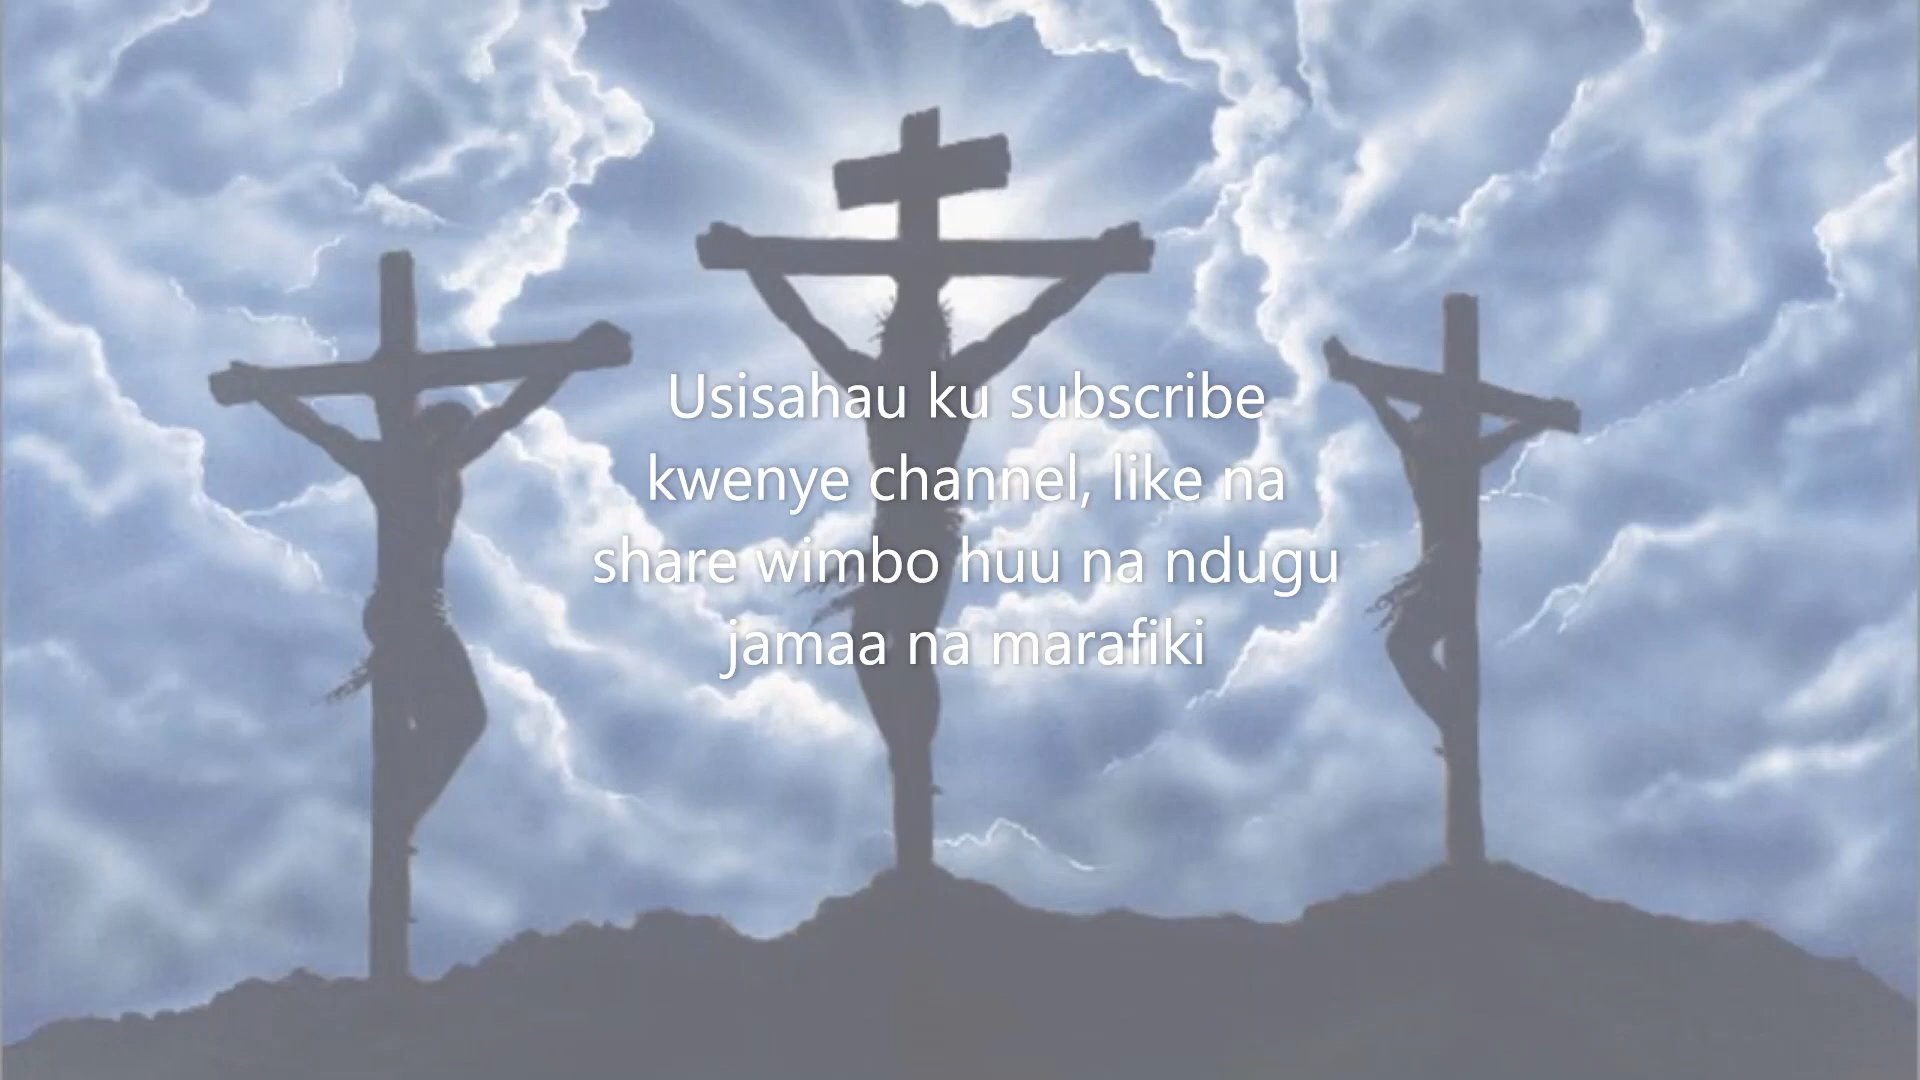 Usisahau ku subscribe
kwenye channel, like na
share wimbo huu na ndugu
jamaa na marafiki